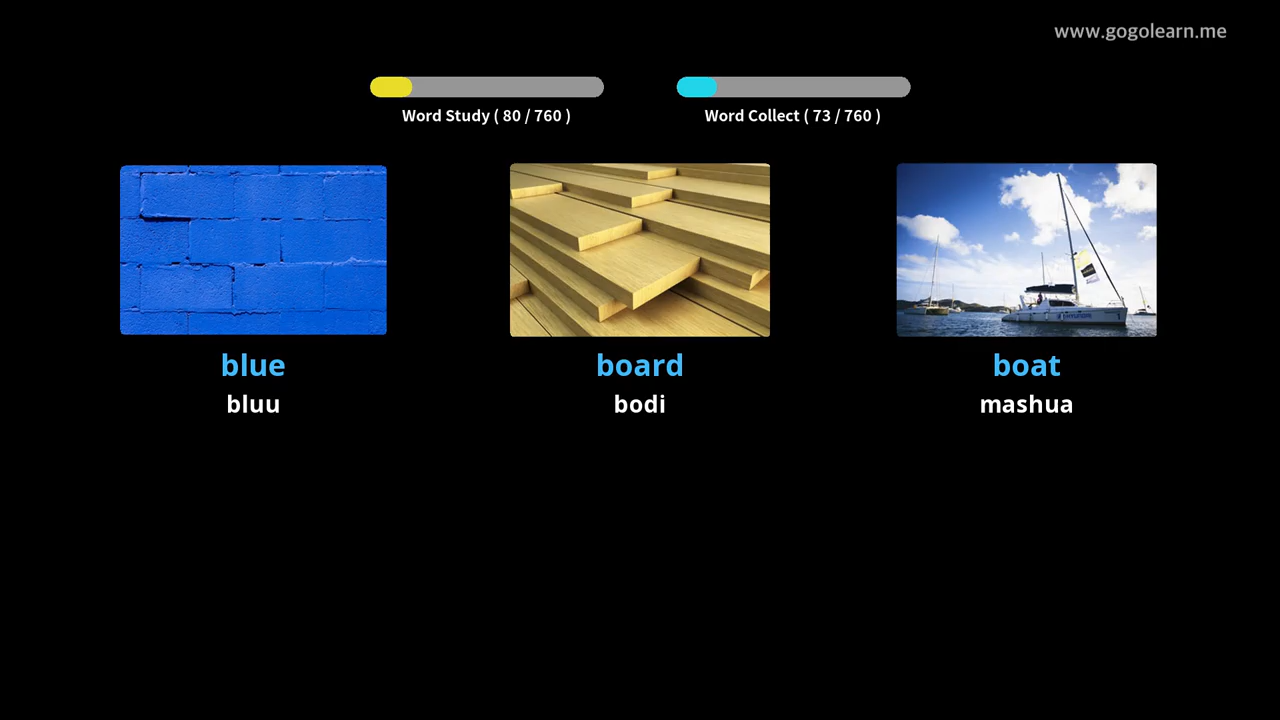 www.gogolearn.me
Word Study ( 80 / 760 )
Word Collect ( 73 / 760 )
blue
board
boat
bluu
bodi
mashua